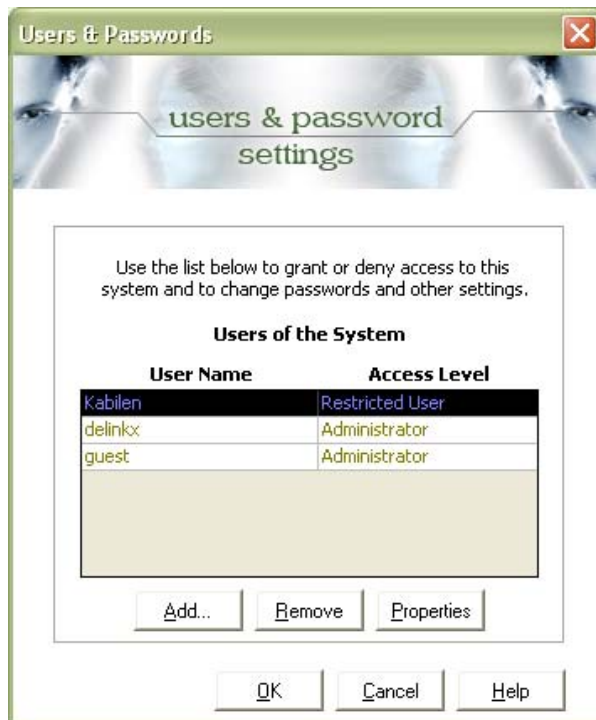 Users & Passwords
users & password
settings
Use the list below to grant or deny access to this
system and to change passwords and other settings.
Users of the System
User Name Access Level
Kabilen Restricted User
delinkx Administrator
guest Administrator
Add... Remove Properties
OK Cancel Help